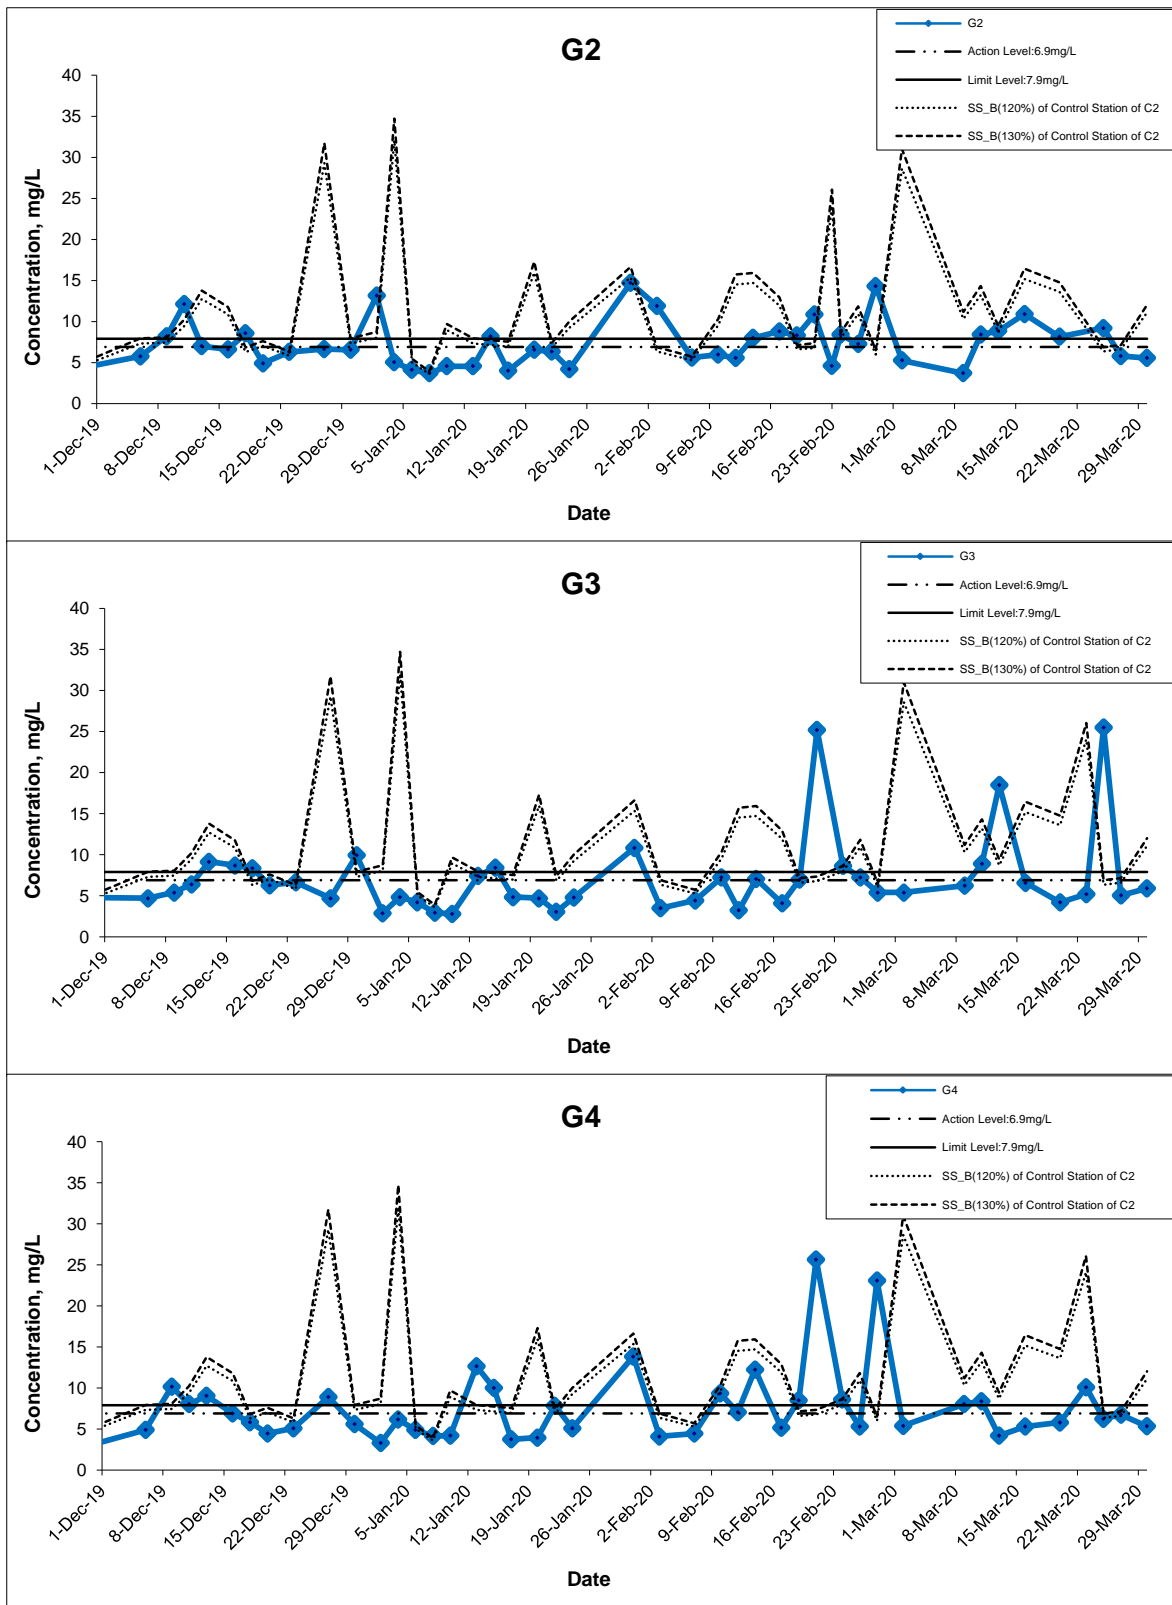 G2
G2
Action Level:6.9mg/L
Limit Level:7.9mg/L
SS_B(120%) of Control Station of C2
SS_B(130%) of Control Station of C2
Concentration, mg/L
40
35
30
25
20
15
10
5
0
1-Dec-19
8-Dec-19
15-Dec-19
22-Dec-19
29-Dec-19
5-Jan-20
12-Jan-20
19-Jan-20
26-Jan-20
2-Feb-20
9-Feb-20
16-Feb-20
23-Feb-20
1-Mar-20
8-Mar-20
15-Mar-20
22-Mar-20
29-Mar-20
Date
G3
G3
Action Level:6.9mg/L
Limit Level:7.9mg/L
SS_B(120%) of Control Station of C2
SS_B(130%) of Control Station of C2
Concentration, mg/L
40
35
30
25
20
15
10
5
0
1-Dec-19
8-Dec-19
15-Dec-19
22-Dec-19
29-Dec-19
5-Jan-20
12-Jan-20
19-Jan-20
26-Jan-20
2-Feb-20
9-Feb-20
16-Feb-20
23-Feb-20
1-Mar-20
8-Mar-20
15-Mar-20
22-Mar-20
29-Mar-20
Date
G4
G4
Action Level:6.9mg/L
Limit Level:7.9mg/L
SS_B(120%) of Control Station of C2
SS_B(130%) of Control Station of C2
Concentration, mg/L
40
35
30
25
20
15
10
5
0
1-Dec-19
8-Dec-19
15-Dec-19
22-Dec-19
29-Dec-19
5-Jan-20
12-Jan-20
19-Jan-20
26-Jan-20
2-Feb-20
9-Feb-20
16-Feb-20
23-Feb-20
1-Mar-20
8-Mar-20
15-Mar-20
22-Mar-20
29-Mar-20
Date